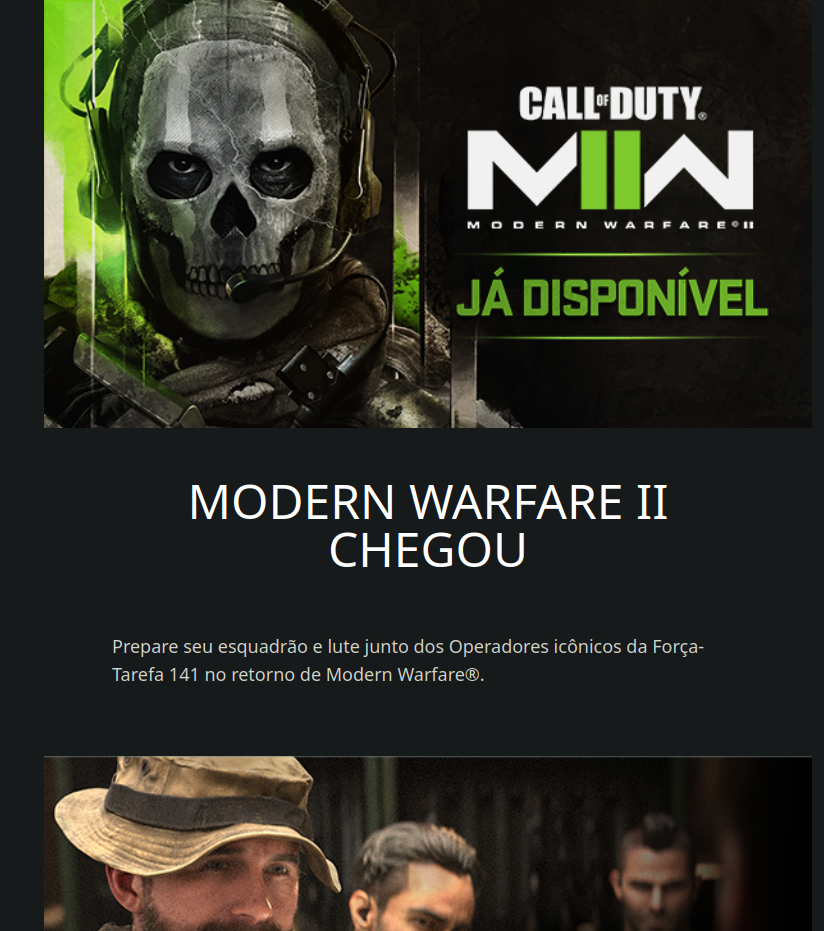 CALL OF DUTY®
MWII
MODERN WARFARE® II
JÁ DISPONÍVEL
MODERN WARFARE II
CHEGOU
Prepare seu esquadrão e lute junto dos Operadores icônicos da Força-
Tarefa 141 no retorno de Modern Warfare®.